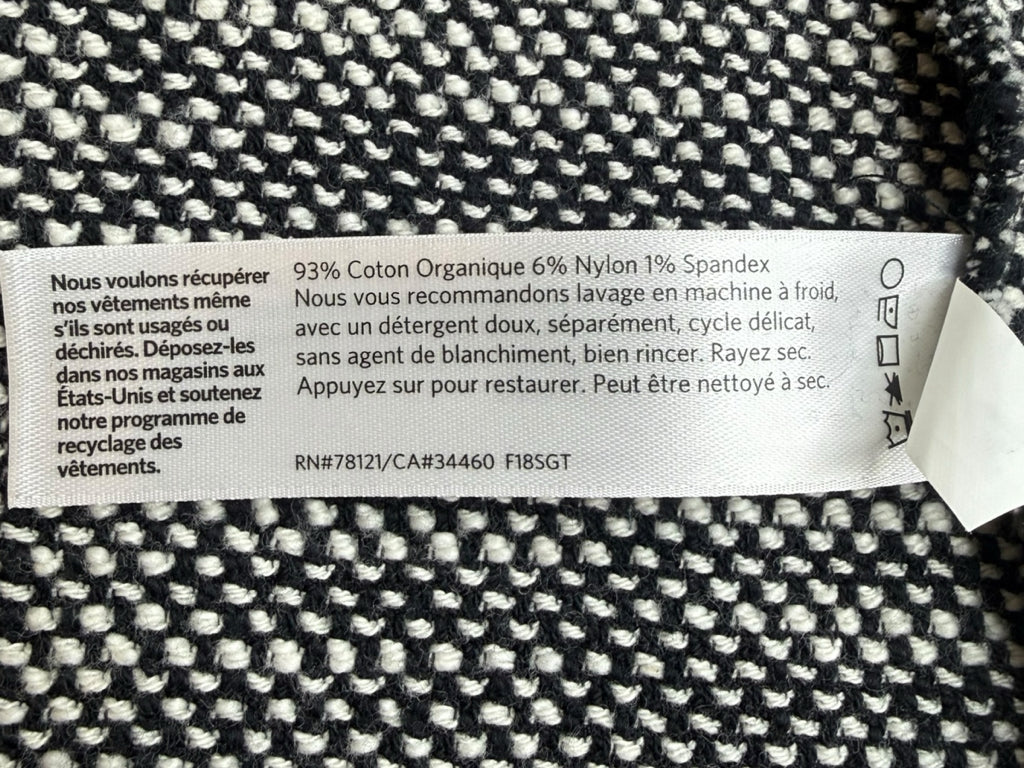 Nous voulons récupérer
nos vêtements même
s'ils sont usagés ou
déchirés. Déposez-les
dans nos magasins aux
États-Unis et soutenez
notre programme de
recyclage des
vêtements.
93% Coton Organique 6% Nylon 1% Spandex
Nous vous recommandons lavage en machine à froid,
avec un détergent doux, séparément, cycle délicat,
sans agent de blanchiment, bien rincer. Rayez sec.
Appuyez sur pour restaurer. Peut être nettoyé à sec.
RN#78121/CA#34460 F18SGT